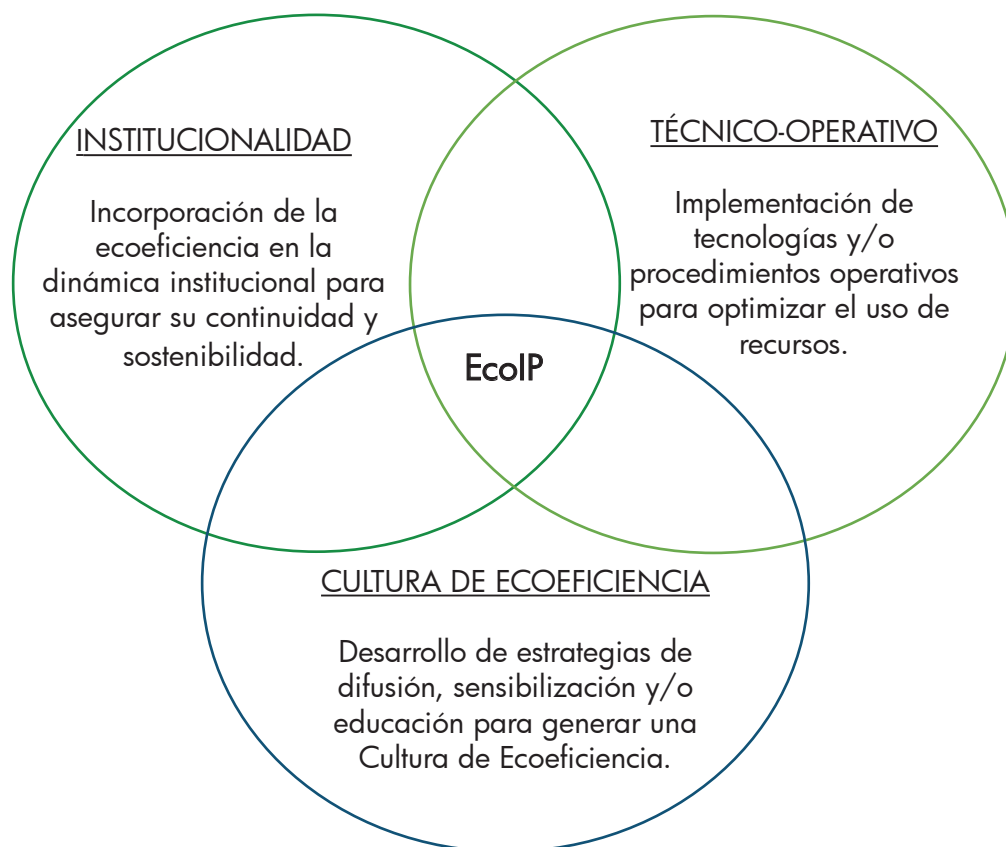 INSTITUCIONALIDAD
Incorporación de la
ecoeficiencia en la
dinámica institucional para
asegurar su continuidad y
sostenibilidad.
TÉCNICO-OPERATIVO
Implementación de
tecnologías y/o
procedimientos operativos
para optimizar el uso de
recursos.
EcoIP
CULTURA DE ECOEFICIENCIA
Desarrollo de estrategias de
difusión, sensibilización y/o
educación para generar una
Cultura de Ecoeficiencia.